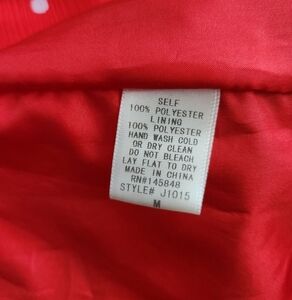 SELF
100% POLYESTER
LINING
100% POLYESTER
HAND WASH COLD
OR DRY CLEAN
DO NOT BLEACH
LAY FLAT TO DRY
MADE IN CHINA
RN#145848
STYLE# J1015
M